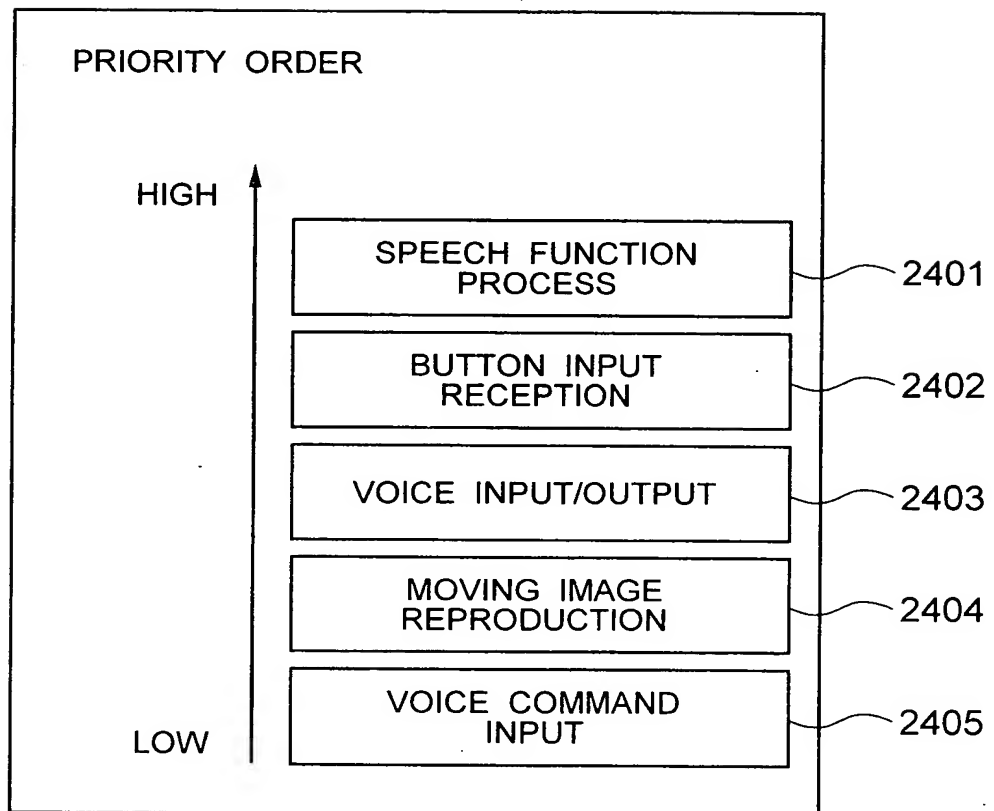 PRIORITY ORDER
HIGH
SPEECH FUNCTION
PROCESS
2401
BUTTON INPUT
RECEPTION
2402
VOICE INPUT/OUTPUT
2403
MOVING IMAGE
REPRODUCTION
2404
VOICE COMMAND
INPUT
2405
LOW